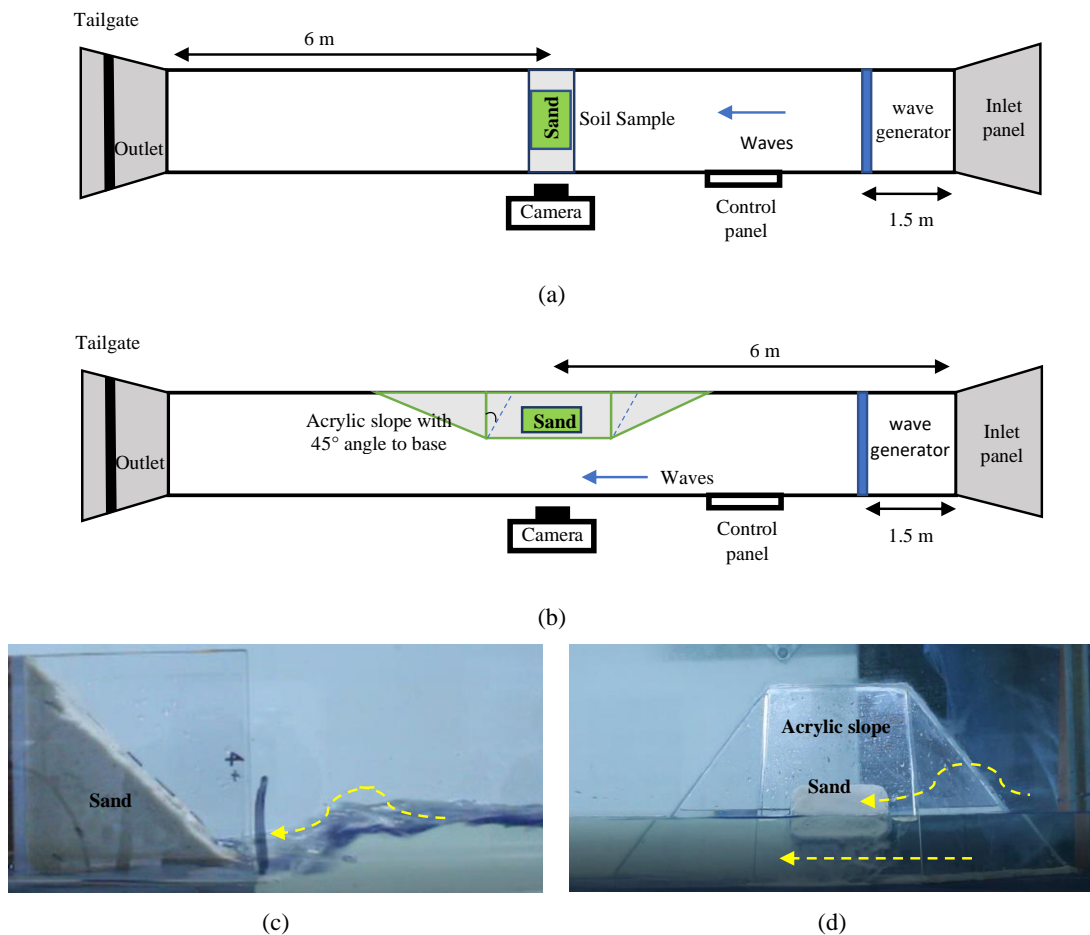 Tailgate
6 m
Sand
Soil Sample
Waves
wave
generator
Inlet
panel
Outlet
Camera
Control
panel
1.5 m
(a)
Tailgate
6 m
Acrylic slope with
45° angle to base
Sand
wave
generator
Inlet
panel
Outlet
Waves
Camera
Control
panel
1.5 m
(b)
Sand
Acrylic slope
Sand
(c)
(d)